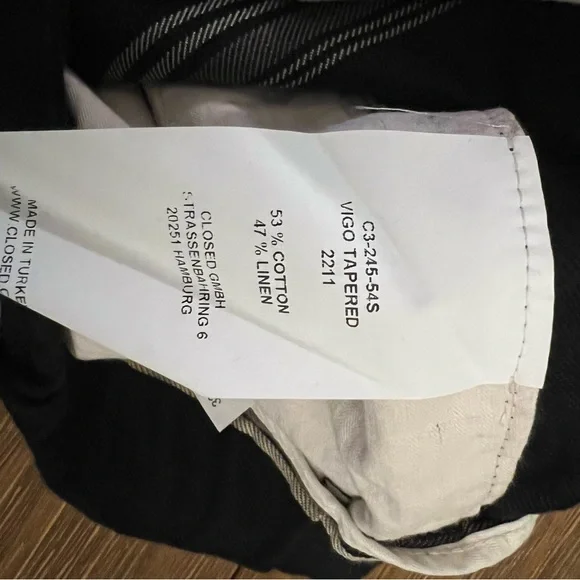 C3-245-54S
VIGO TAPERED
2211
53 % COTTON
47 % LINEN
CLOSED GMBH
STRASSENBAHRING 6
20251 HAMBURG
MADE IN TURKE
WWW.CLOSED.C